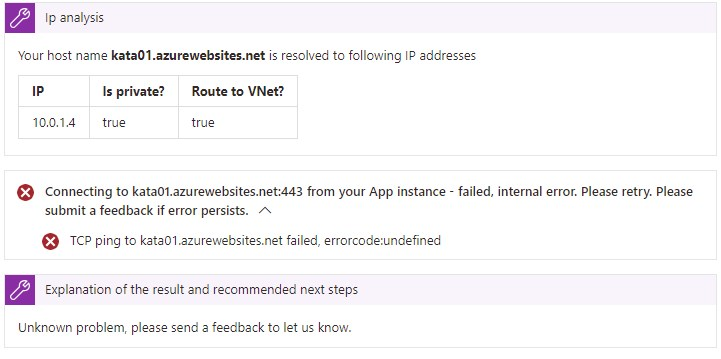 Ip analysis
Your host name kata01.azurewebsites.net is resolved to following IP addresses
IP Is private? Route to VNet?
10.0.1.4 true true
Connecting to kata01.azurewebsites.net:443 from your App instance - failed, internal error. Please retry. Please
submit a feedback if error persists.
TCP ping to kata01.azurewebsites.net failed, errorcode:undefined
Explanation of the result and recommended next steps
Unknown problem, please send a feedback to let us know.